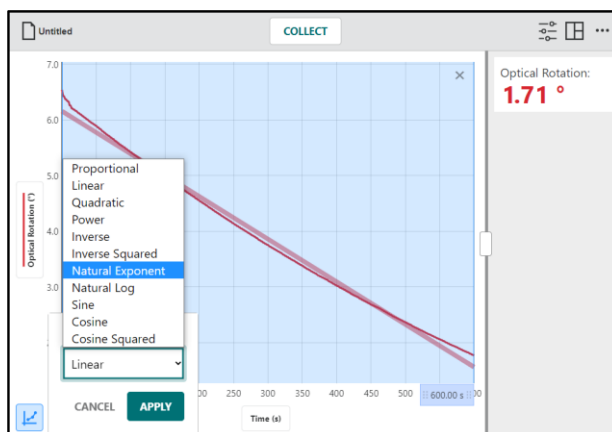 Untitled
COLLECT
Optical Rotation:
1.71 °
7.0
6.0
5.0
4.0
3.0
Optical Rotation (°)
Proportional
Linear
Quadratic
Power
Inverse
Inverse Squared
Natural Exponent
Natural Log
Sine
Cosine
Cosine Squared
Linear
CANCEL
APPLY
200 250 300 350 400 450 500
600.00 s
Time (s)